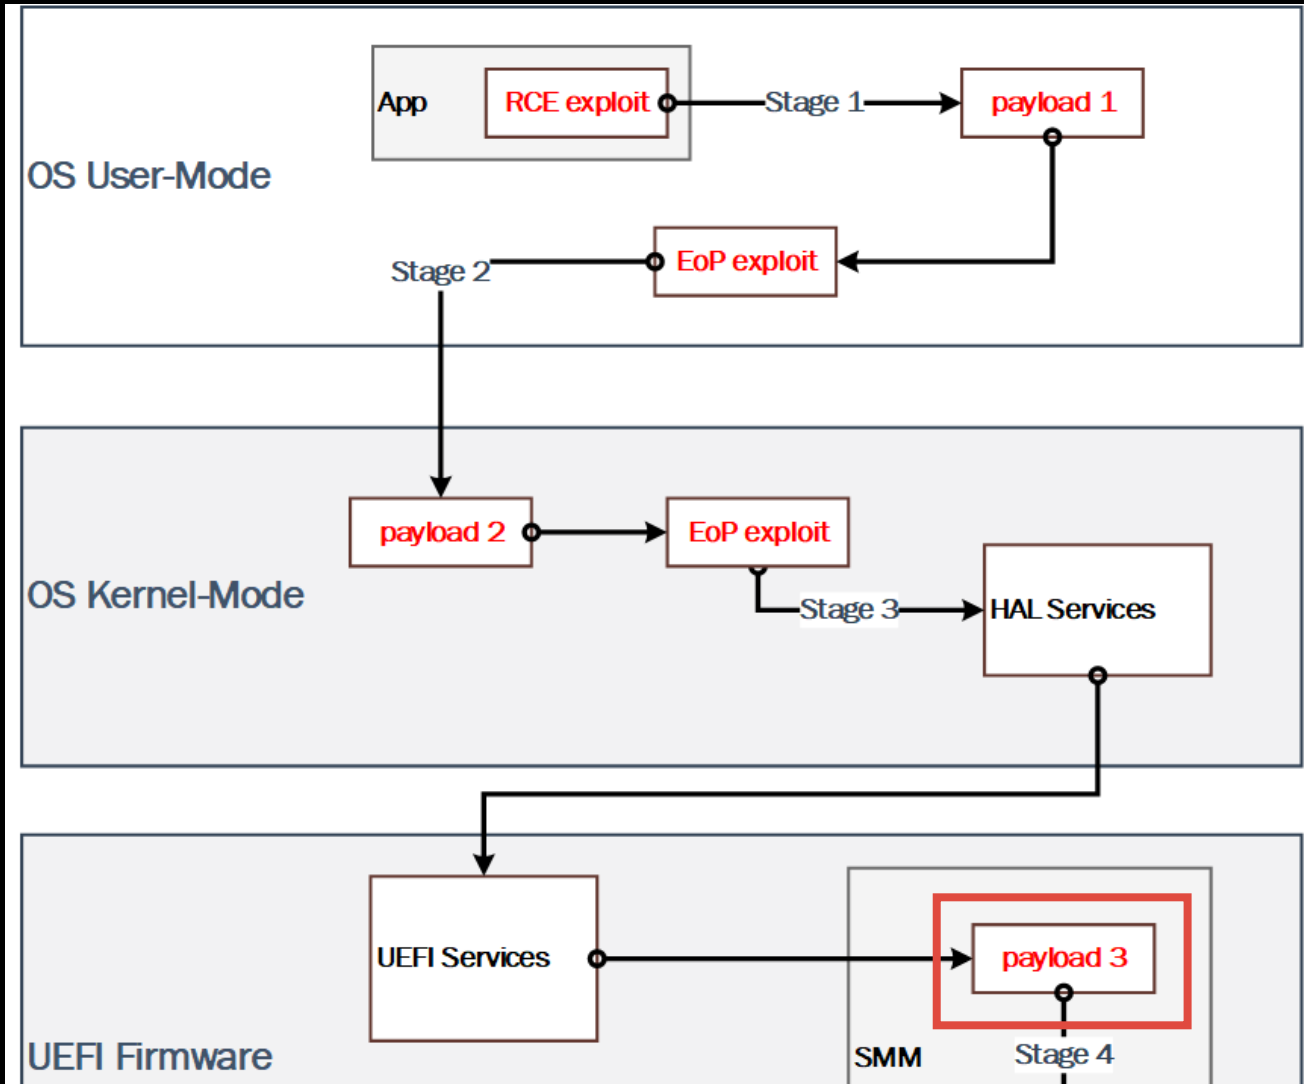 App
RCE exploit
Stage 1
payload 1
OS User-Mode
EoP exploit
Stage 2
payload 2
EoP exploit
OS Kernel-Mode
Stage 3
HAL Services
UEFI Services
payload 3
UEFI Firmware
SMM
Stage 4